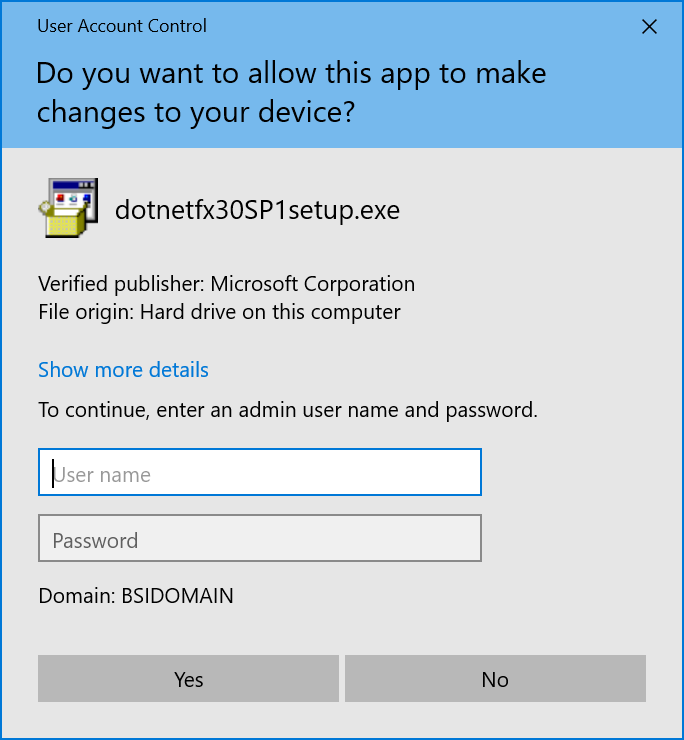 User Account Control
Do you want to allow this app to make
changes to your device?
dotnetfx30SP1setup.exe
Verified publisher: Microsoft Corporation
File origin: Hard drive on this computer
Show more details
To continue, enter an admin user name and password.
User name
Password
Domain: BSIDOMAIN
Yes
No